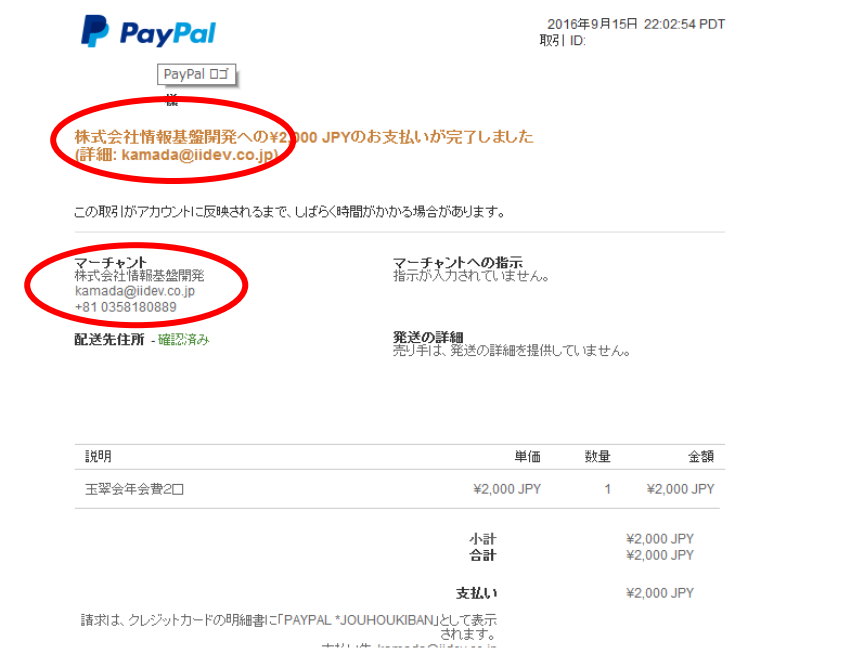 PayPal
2016年9月15日 22:02:54 PDT
取引 ID:
PayPal ロゴ
様
株式会社情報基盤開発への¥2,000 JPYのお支払いが完了しました
(詳細: kamada@iidev.co.jp)
この取引がアカウントに反映されるまで、しばらく時間がかかる場合があります。
マーチャント
株式会社情報基盤開発
kamada@iidev.co.jp
+81 0358180889
マーチャントへの指示
指示が入力されていません。
配送先住所 - 確認済み
発送の詳細
売り手は、発送の詳細を提供していません。
説明 単価 数量 金額
玉翠会年会費2口 ¥2,000 JPY 1 ¥2,000 JPY
小計 ¥2,000 JPY
合計 ¥2,000 JPY
支払い ¥2,000 JPY
請求は、クレジットカードの明細書に「PAYPAL *JOUHOUKIBAN」として表示
されます。
支払い先 kamada@iidev.co.jp